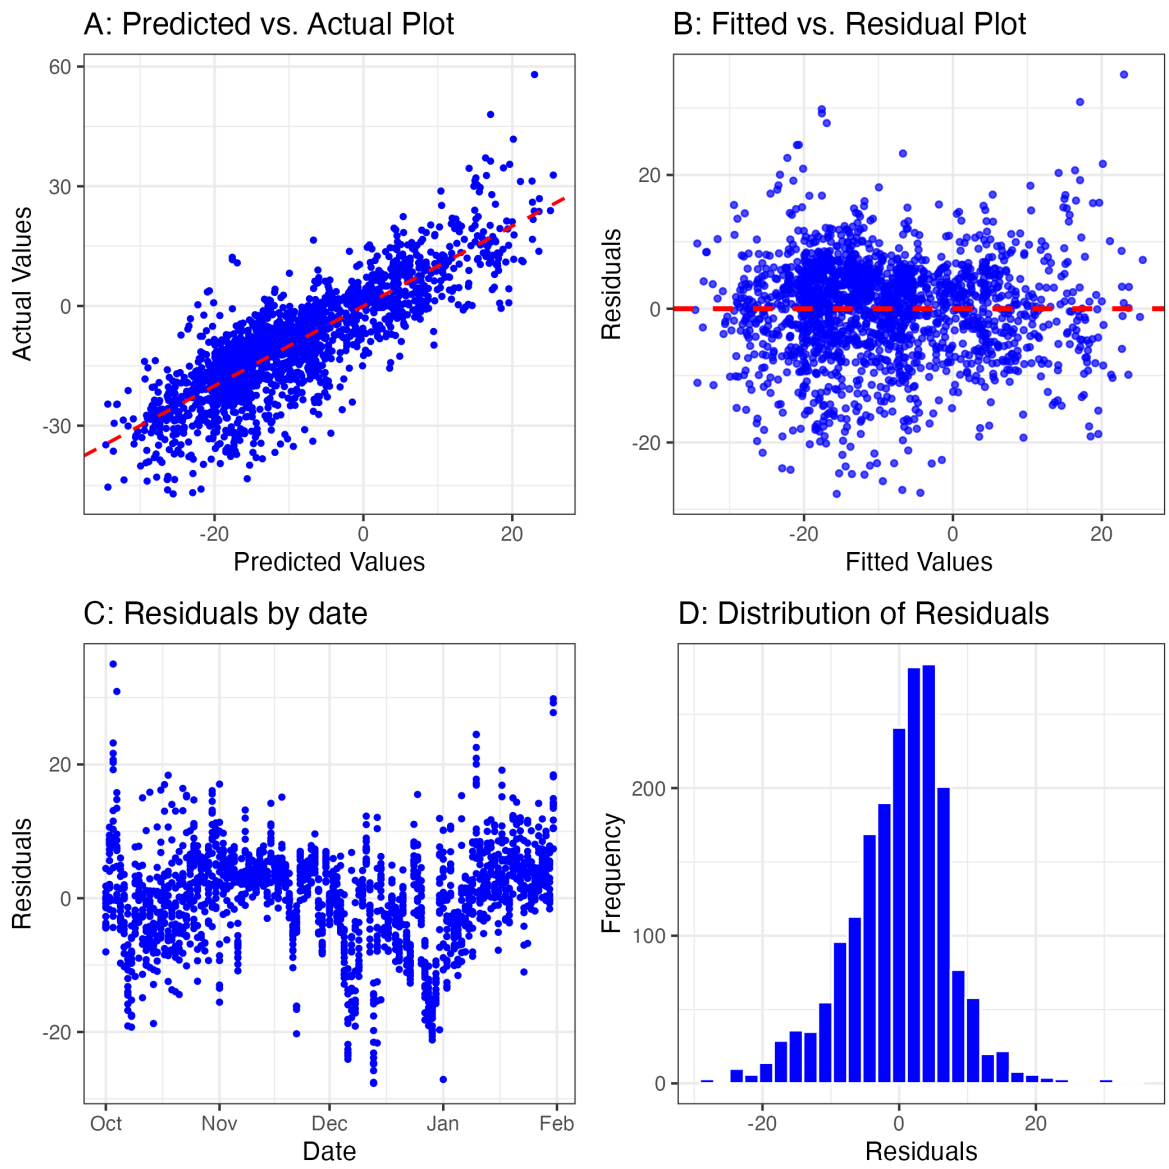 A: Predicted vs. Actual Plot
60
30
0
-30
-20
0
20
Actual Values
Predicted Values
B: Fitted vs. Residual Plot
20
0
-20
-20
0
20
Residuals
Fitted Values
C: Residuals by date
20
0
-20
Oct
Nov
Dec
Jan
Feb
Residuals
Date
D: Distribution of Residuals
200
100
0
-20
0
20
Frequency
Residuals